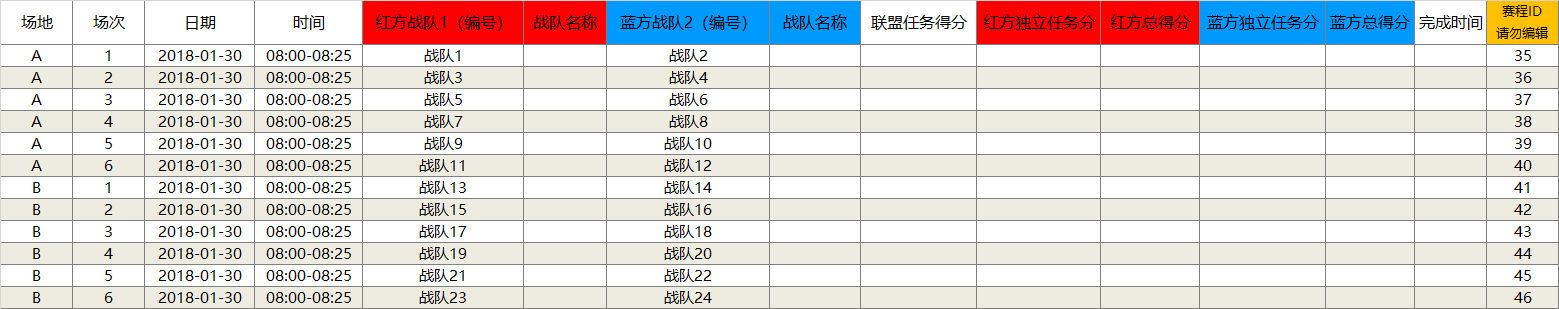 场地 场次 日期 时间 红方战队1（编号） 战队名称 蓝方战队2（编号） 战队名称 联盟任务得分 红方独立任务分 红方总得分 蓝方独立任务分 蓝方总得分 完成时间 赛程ID
请勿编辑
A 1 2018-01-30 08:00-08:25 战队1 战队2 35
A 2 2018-01-30 08:00-08:25 战队3 战队4 36
A 3 2018-01-30 08:00-08:25 战队5 战队6 37
A 4 2018-01-30 08:00-08:25 战队7 战队8 38
A 5 2018-01-30 08:00-08:25 战队9 战队10 39
A 6 2018-01-30 08:00-08:25 战队11 战队12 40
B 1 2018-01-30 08:00-08:25 战队13 战队14 41
B 2 2018-01-30 08:00-08:25 战队15 战队16 42
B 3 2018-01-30 08:00-08:25 战队17 战队18 43
B 4 2018-01-30 08:00-08:25 战队19 战队20 44
B 5 2018-01-30 08:00-08:25 战队21 战队22 45
B 6 2018-01-30 08:00-08:25 战队23 战队24 46